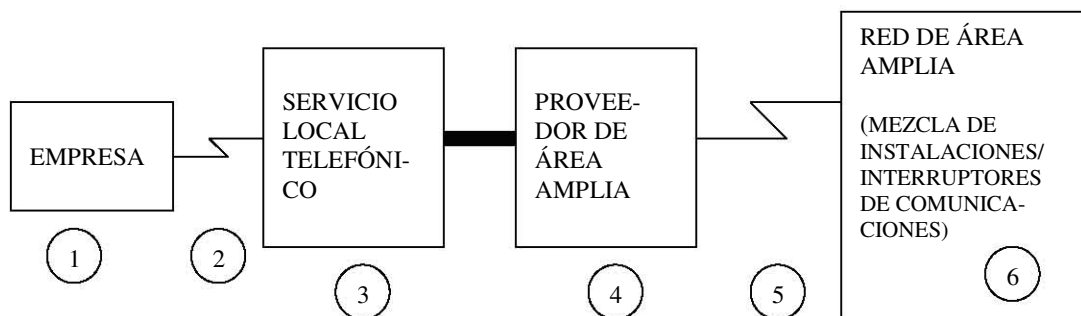 EMPRESA
SERVICIO
LOCAL
TELEFÓNI-
CO
PROVEE-
DOR DE
ÁREA
AMPLIA
RED DE ÁREA
AMPLIA
(MEZCLA DE
INSTALACIONES/
INTERRUPTORES
DE COMUNICA-
CIONES)
1
2
3
4
5
6